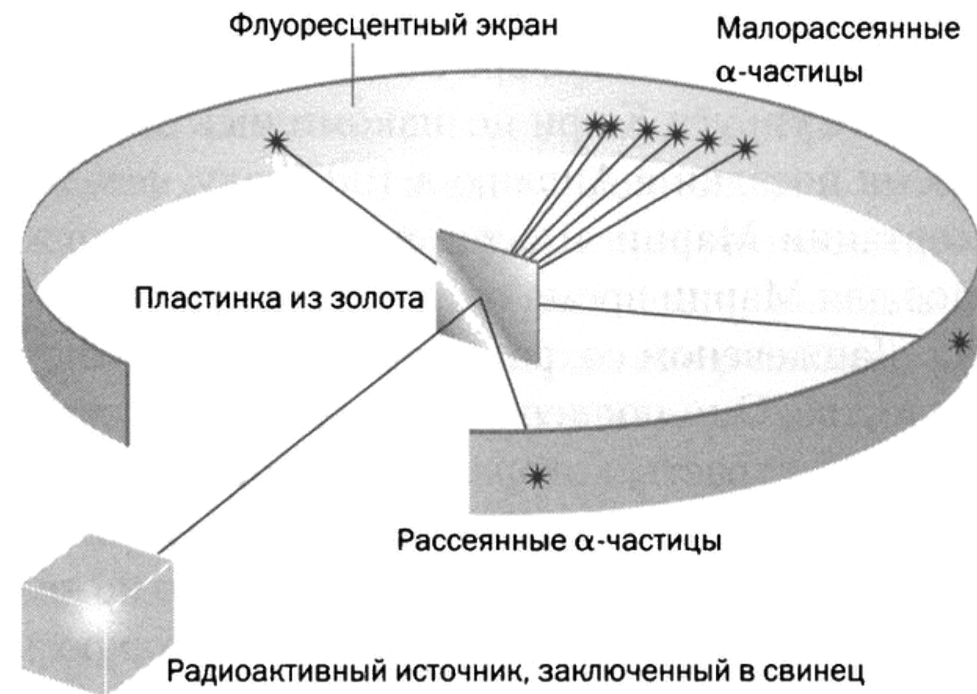 Флуоресцентный экран
Малорассеянные
α-частицы
Пластинка из золота
Рассеянные α-частицы
Радиоактивный источник, заключенный в свинец